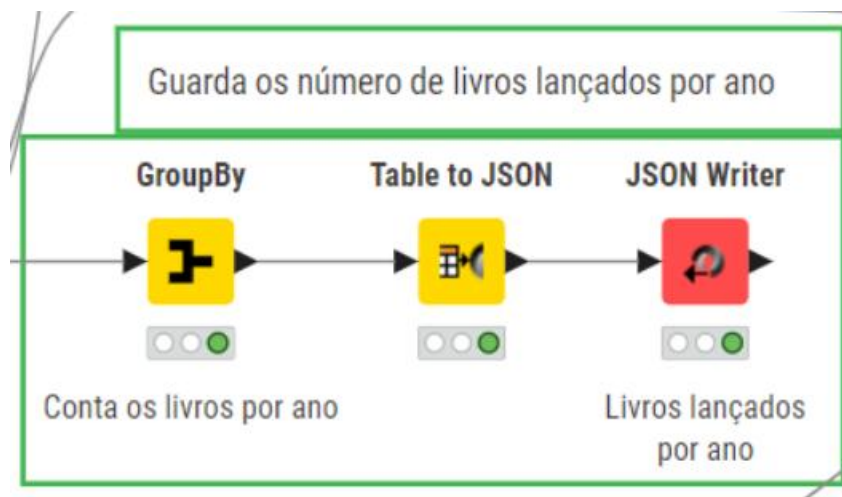 Guarda os número de livros lançados por ano
GroupBy
Table to JSON
JSON Writer
Conta os livros por ano
Livros lançados
por ano